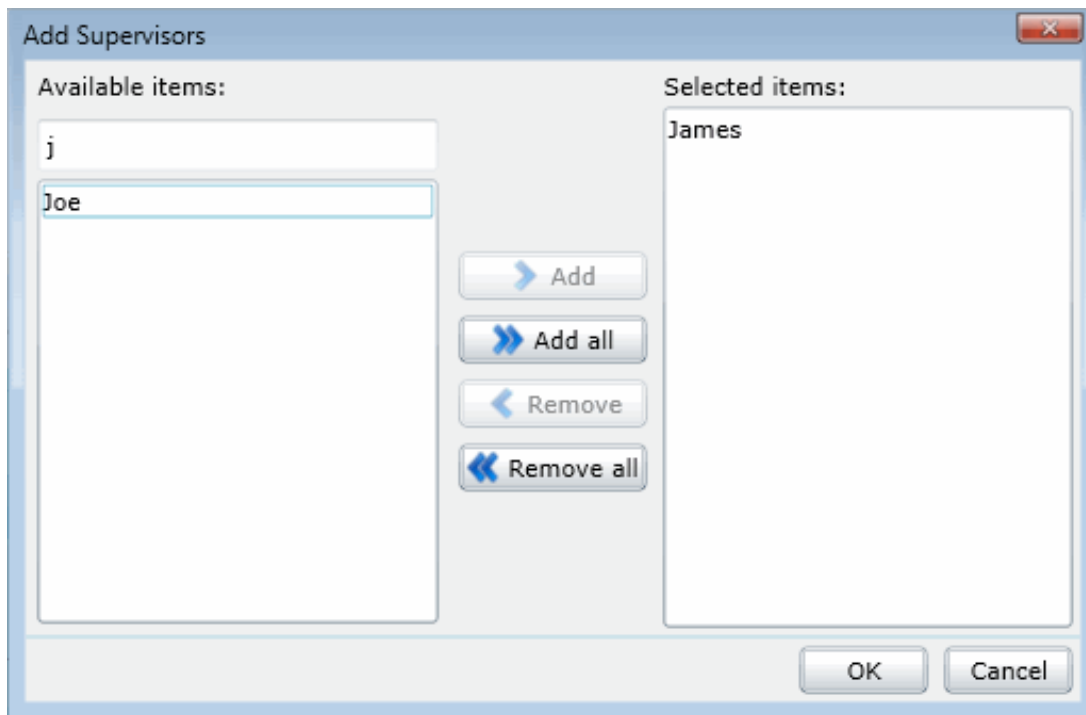 Add Supervisors
Available items:
j
Joe
Add
Add all
Remove
Remove all
Selected items:
James
OK
Cancel